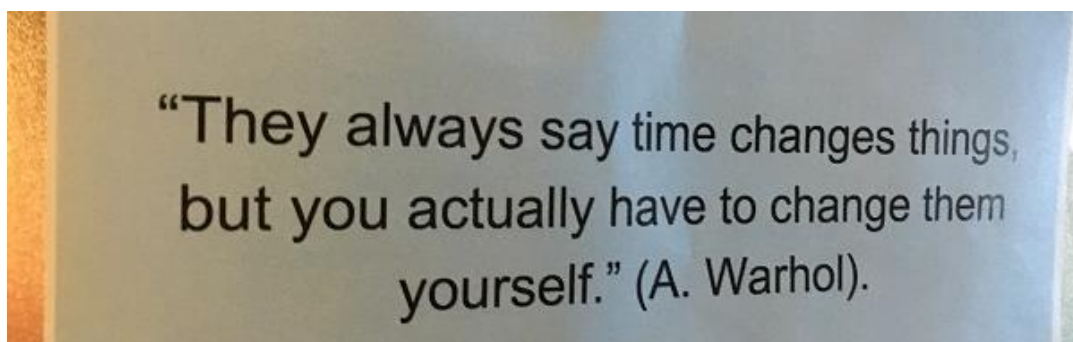 “They always say time changes things,
but you actually have to change them
yourself.” (A. Warhol).